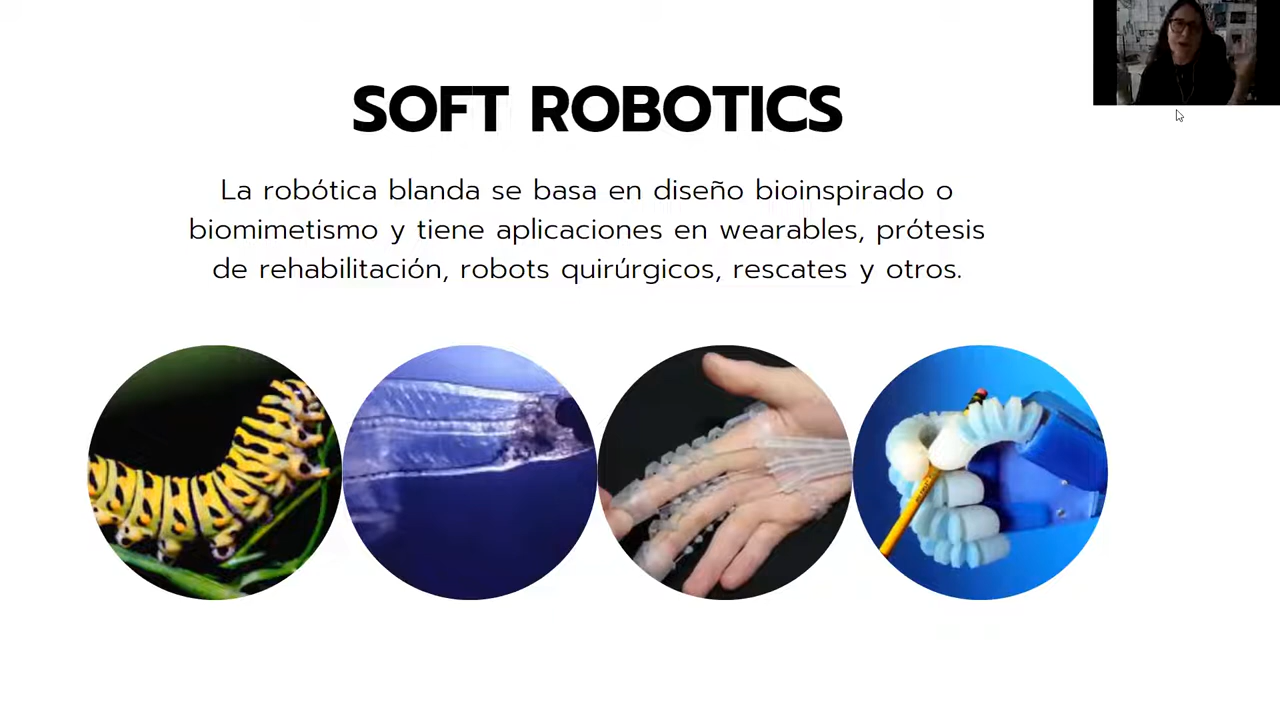 SOFT ROBOTICS
La robótica blanda se basa en diseño bioinspirado o
biomimetismo y tiene aplicaciones en wearables, prótesis
de rehabilitación, robots quirúrgicos, rescates y otros.